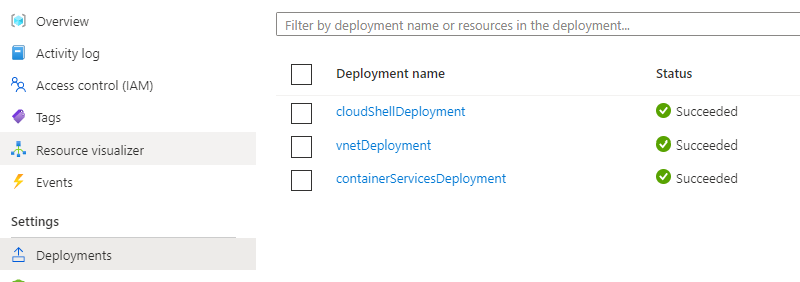 Overview
Activity log
Access control (IAM)
Tags
Resource visualizer
Events
Settings
Deployments
Filter by deployment name or resources in the deployment...
Deployment name Status
cloudShellDeployment Succeeded
vnetDeployment Succeeded
containerServicesDeployment Succeeded